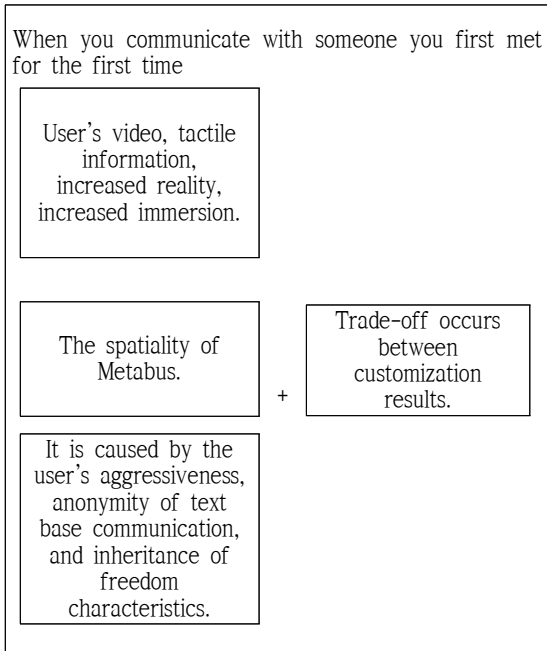 When you communicate with someone you first met
for the first time
User's video, tactile
information,
increased reality,
increased immersion.
The spatiality of
Metabus.
+
Trade-off occurs
between
customization
results.
It is caused by the
user's aggressiveness,
anonymity of text
base communication,
and inheritance of
freedom
characteristics.